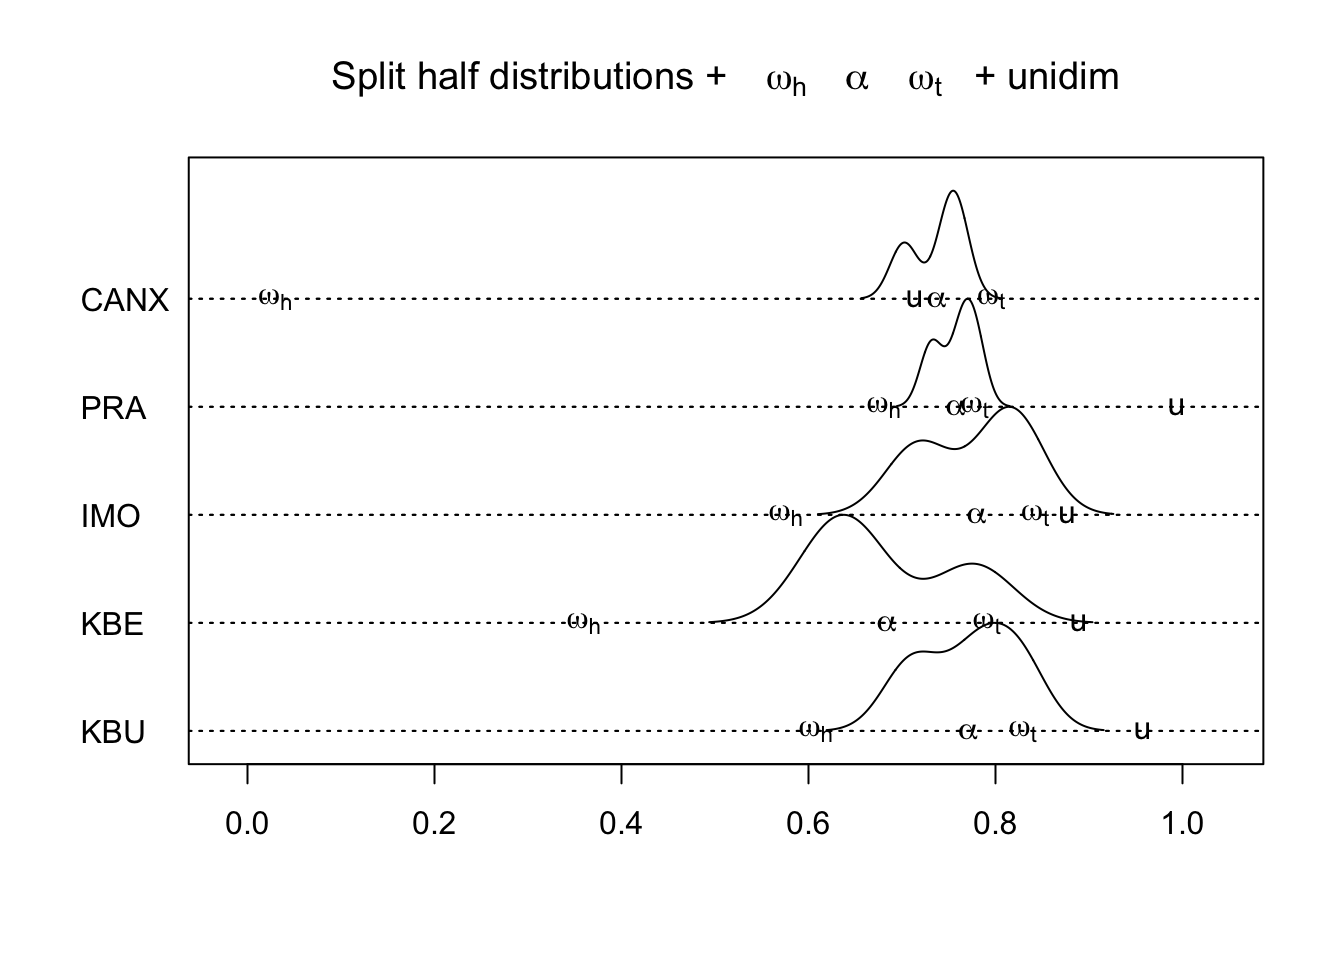 Split half distributions + ωh α ωt + unidim
CANX ωh u α ωt
PRA ωh α ωt u
IMO ωh α ωt u
KBE ωh α ωt u
KBU ωh α ωt u
0.0 0.2 0.4 0.6 0.8 1.0